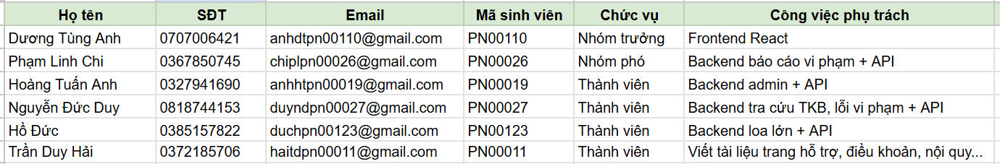 Họ tên SĐT Email Mã sinh viên Chức vụ Công việc phụ trách
Dương Tùng Anh 0707006421 anhdtpn00110@gmail.com PN00110 Nhóm trưởng Frontend React
Phạm Linh Chi 0367850745 chiplpn00026@gmail.com PN00026 Nhóm phó Backend báo cáo vi phạm + API
Hoàng Tuấn Anh 0327941690 anhhtpn00019@gmail.com PN00019 Thành viên Backend admin + API
Nguyễn Đức Duy 0818744153 duyndpn00027@gmail.com PN00027 Thành viên Backend tra cứu TKB, lỗi vi phạm + API
Hồ Đức 0385157822 duchpn00123@gmail.com PN00123 Thành viên Backend loa lớn + API
Trần Duy Hải 0372185706 haitdpn00011@gmail.com PN00011 Thành viên Viết tài liệu trang hỗ trợ, điều khoản, nội quy...